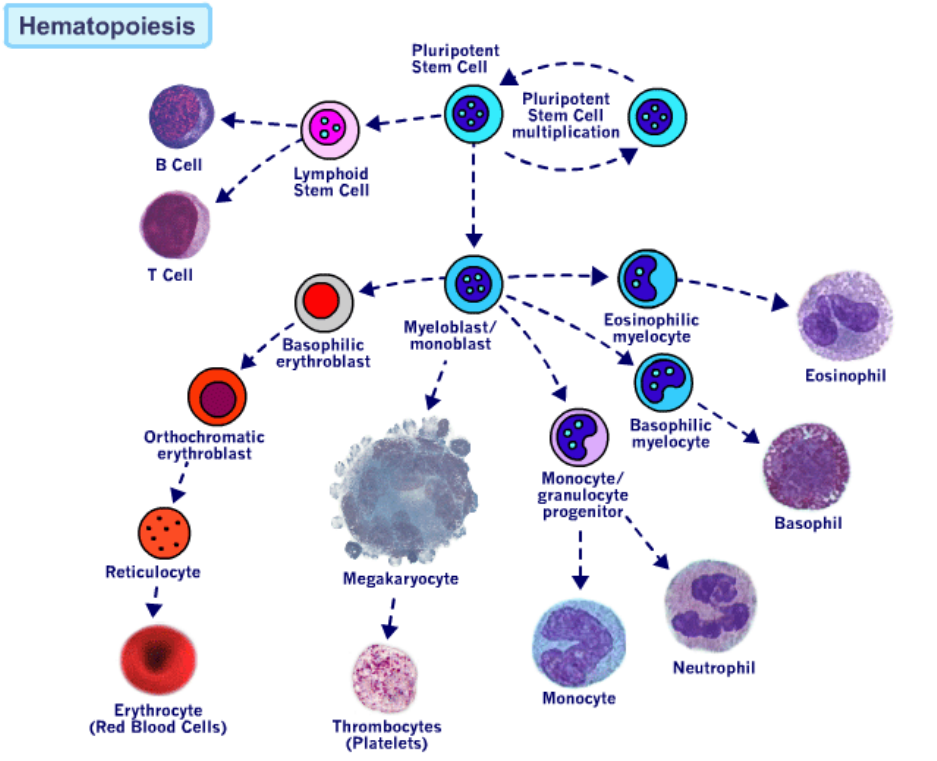 Hematopoiesis
Pluripotent
Stem Cell
Pluripotent
Stem Cell
multiplication
B Cell
Lymphoid
Stem Cell
T Cell
Basophilic
erythroblast
Myeloblast/
monoblast
Eosinophilic
myelocyte
Eosinophil
Orthochromatic
erythroblast
Basophilic
myelocyte
Monocyte/
granulocyte
progenitor
Basophil
Reticulocyte
Megakaryocyte
Neutrophil
Monocyte
Erythrocyte
(Red Blood Cells)
Thrombocytes
(Platelets)